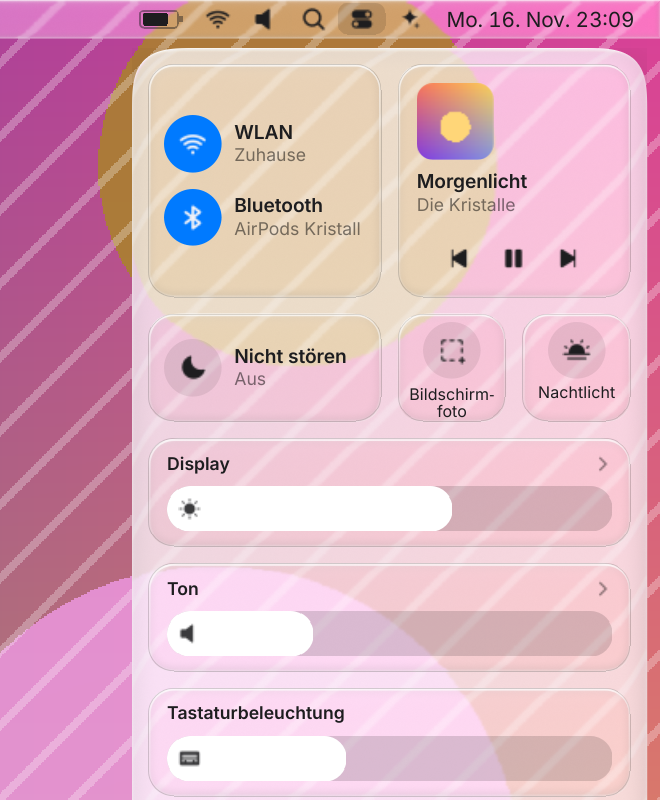 Mo. 16. Nov. 23:09
WLAN
Zuhause
Bluetooth
AirPods Kristall
Morgenlicht
Die Kristalle
Nicht stören
Aus
Bildschirm-
foto
Nachtlicht
Display
Ton
Tastaturbeleuchtung